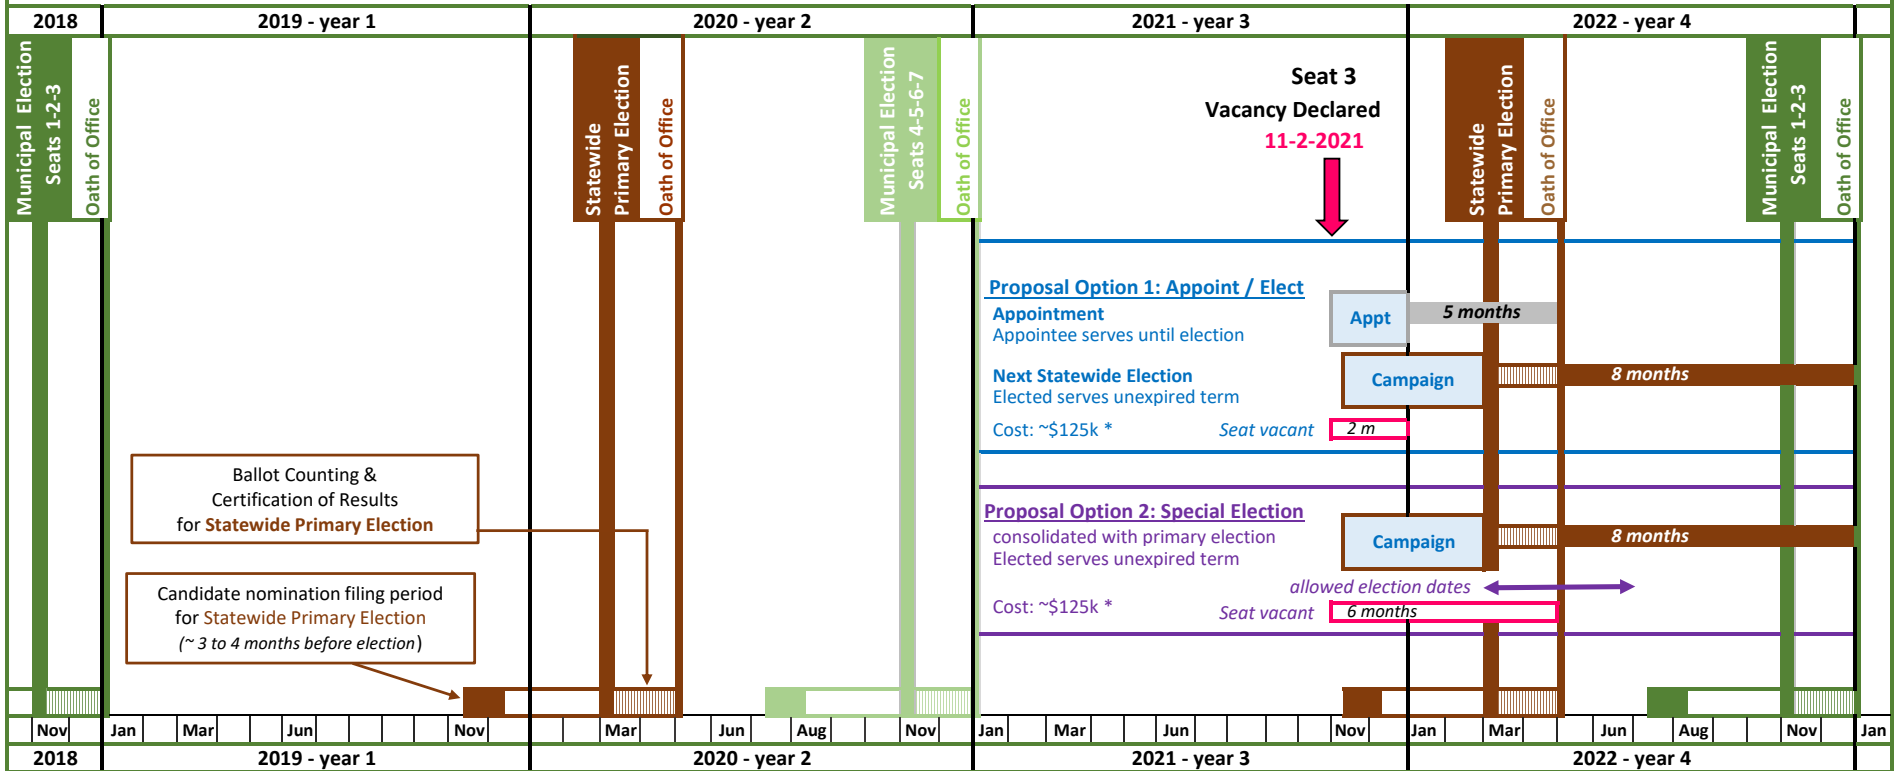 2018
2019 - year 1
2020 - year 2
2021 - year 3
2022 - year 4
Municipal Election
Seats 1-2-3
Oath of Office
Statewide
Primary Election
Oath of Office
Municipal Election
Seats 4-5-6-7
Oath of Office
Seat 3
Vacancy Declared
11-2-2021
Statewide
Primary Election
Oath of Office
Municipal Election
Seats 1-2-3
Oath of Office
Proposal Option 1: Appoint / Elect
Appointment
Appointee serves until election
Appt
5 months
Next Statewide Election
Elected serves unexpired term
Campaign
8 months
Cost: ~$125k *
Seat vacant
2 m
Ballot Counting &
Certification of Results
for Statewide Primary Election
Proposal Option 2: Special Election
consolidated with primary election
Elected serves unexpired term
Campaign
8 months
allowed election dates
Cost: ~$125k *
Seat vacant
6 months
Candidate nomination filing period
for Statewide Primary Election
(~ 3 to 4 months before election)
Nov
Jan
Mar
Jun
Nov
Mar
Jun
Aug
Nov
Jan
Mar
Jun
Nov
Jan
Mar
Jun
Aug
Nov
Jan
2018
2019 - year 1
2020 - year 2
2021 - year 3
2022 - year 4